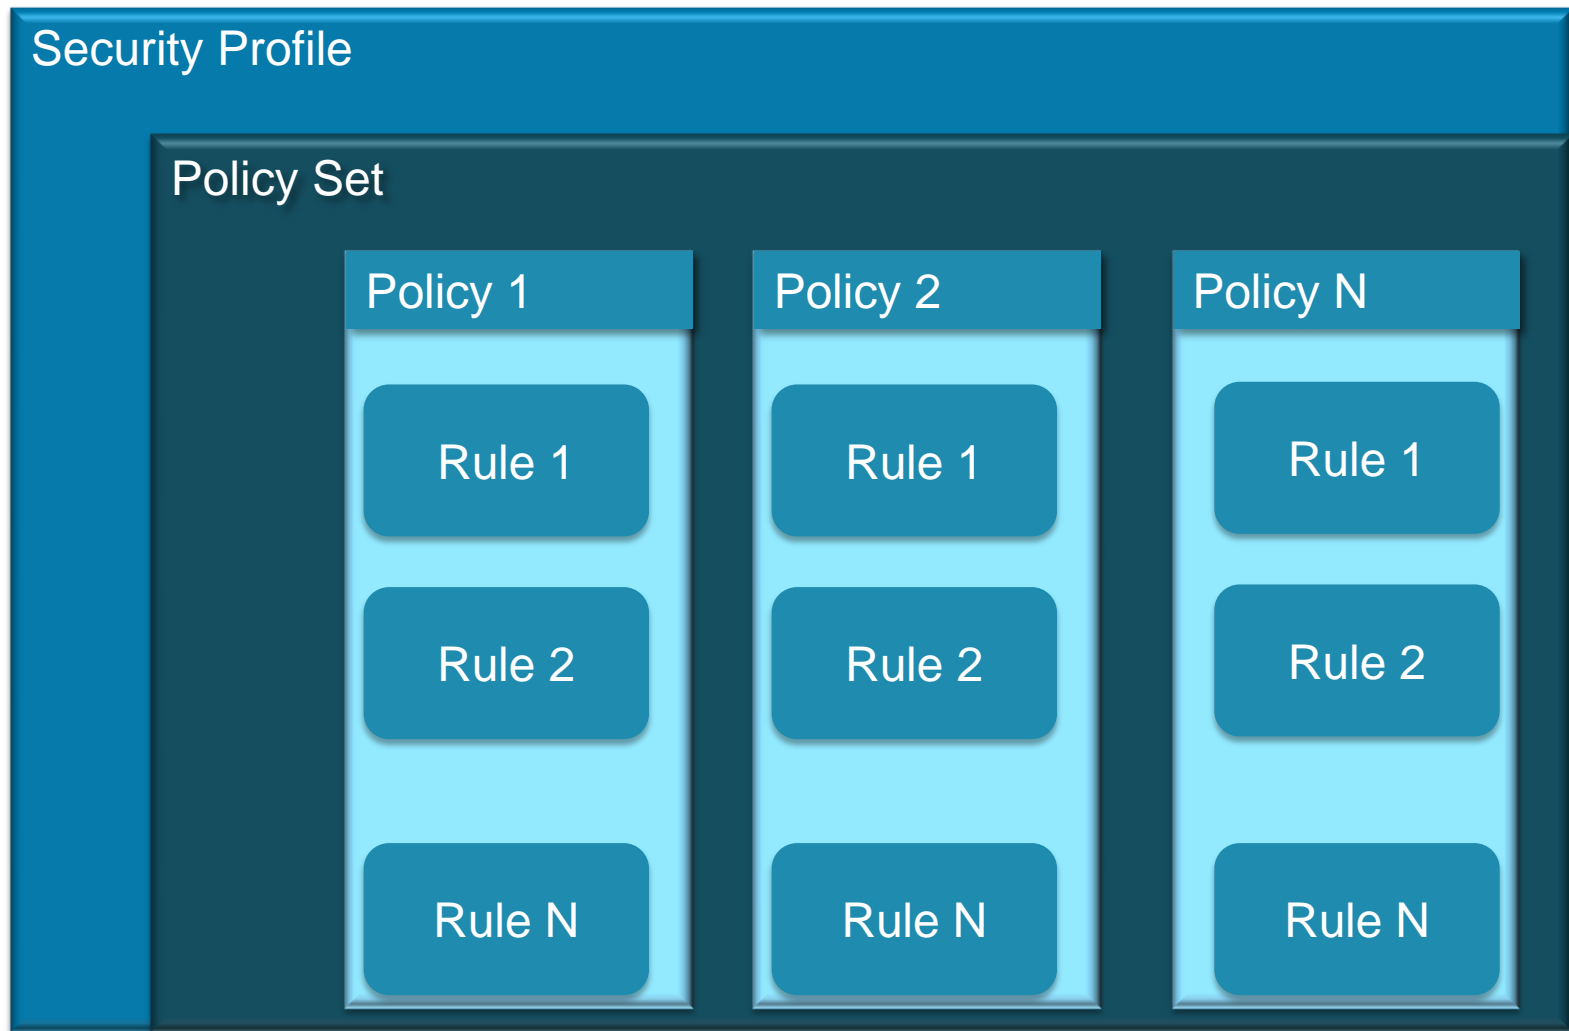 Security Profile
Policy Set
Policy 1
Rule 1
Rule 2
Rule N
Policy 2
Rule 1
Rule 2
Rule N
Policy N
Rule 1
Rule 2
Rule N